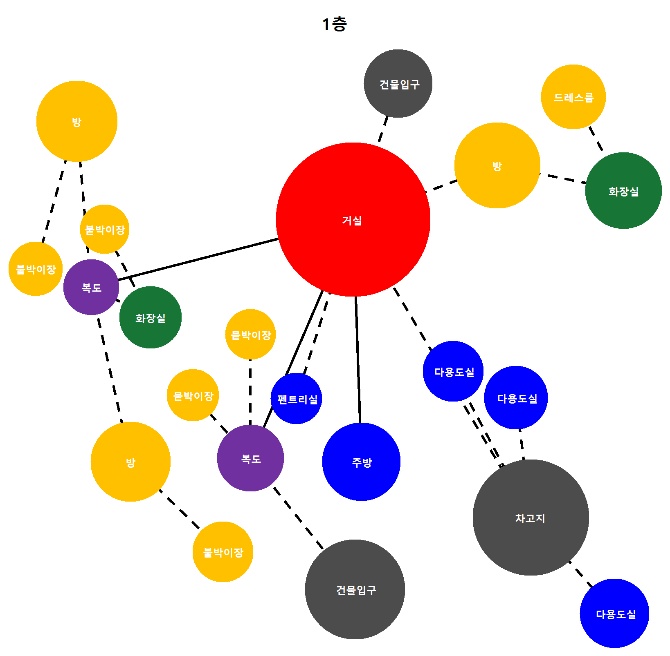 1층
건물입구
드레스룸
방
방
화장실
거실
붙박이장
붙박이장
복도
화장실
붙박이장
다용도실
붙박이장
펜트리실
다용도실
복도
주방
방
차고지
붙박이장
건물입구
다용도실